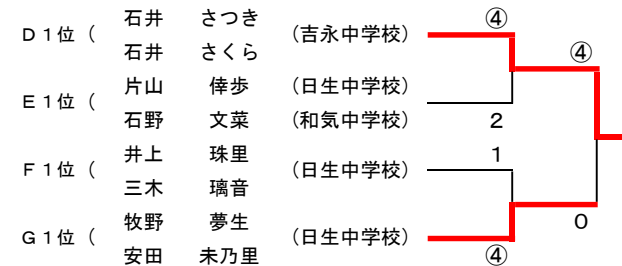 石井 さつき ④
D1位( (吉永中学校)
石井 さくら ④
片山 倖歩 (日生中学校)
E1位(
石野 文菜 (和気中学校) 2
井上 珠里 1
F1位( (日生中学校)
三木 璃音
牧野 夢生 0
G1位( (日生中学校)
安田 未乃里 ④